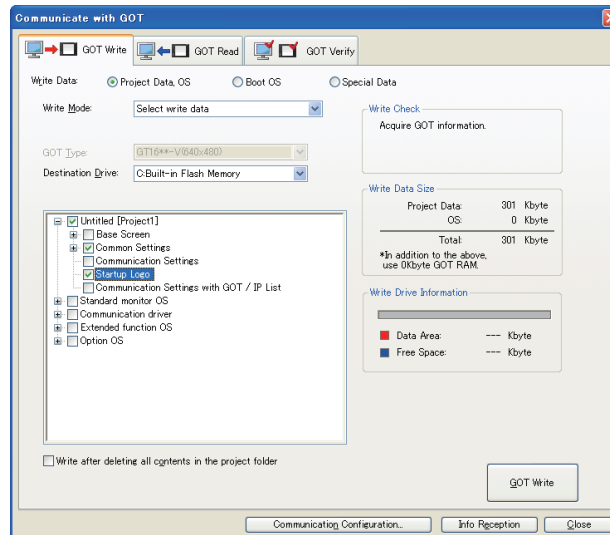 Communicate with GOT
GOT Write
GOT Read
GOT Verify
Write Data:
Project Data, OS
Boot OS
Special Data
Write Mode:
Select write data
GOT Type:
GT16**-V(640x480)
Destination Drive:
C:Built-in Flash Memory
Untitled [Project1]
Base Screen
Common Settings
Communication Settings
Startup Logo
Communication Settings with GOT / IP List
Standard monitor OS
Communication driver
Extended function OS
Option OS
Write after deleting all contents in the project folder
Write Check
Acquire GOT information.
Write Data Size
Project Data: 301 Kbyte
OS: 0 Kbyte
Total: 301 Kbyte
*In addition to the above,
use 0Kbyte GOT RAM.
Write Drive Information
Data Area: --- Kbyte
Free Space: --- Kbyte
GOT Write
Communication Configuration...
Info Reception
Close